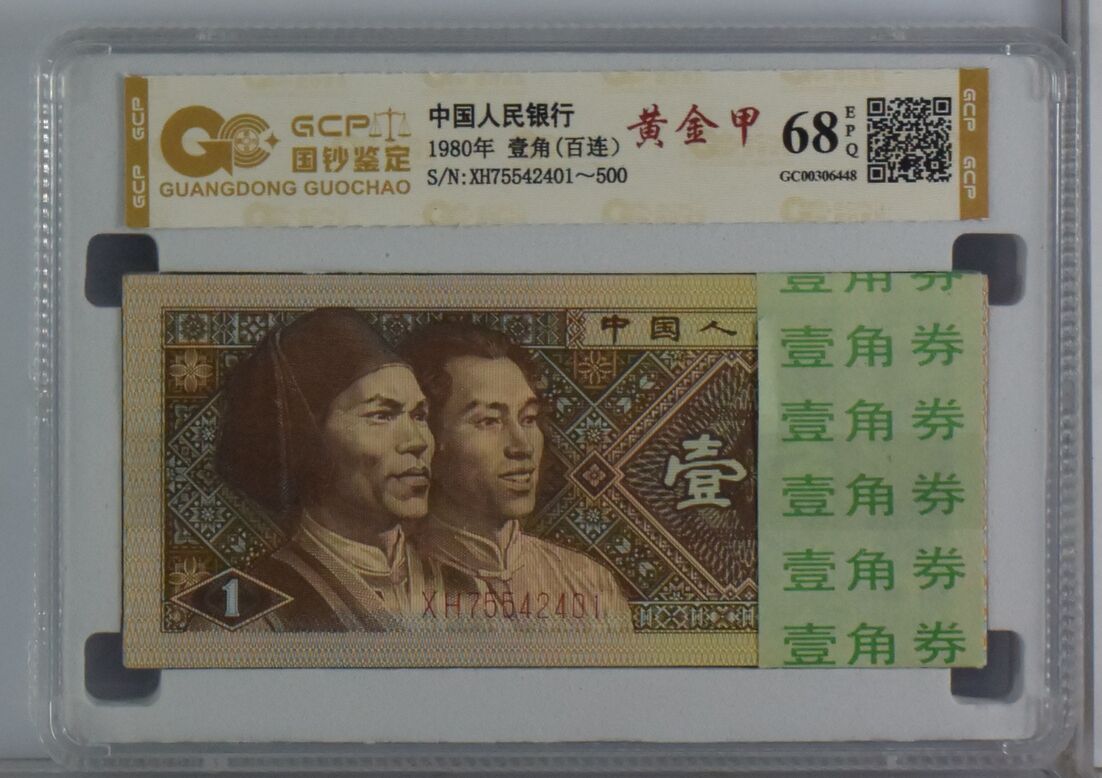 GCP
国钞鉴定
GUANGDONG GUOCHAO
中国人民银行
1980年 壹角(百连)
S/N:XH75542401～500
黄金甲
68
EPQ
GC00306448
GCP GCP
GCP GCP
中国人
壹
1
XH75542401
壹角券
壹角券
壹角券
壹角券
壹角券
壹角券